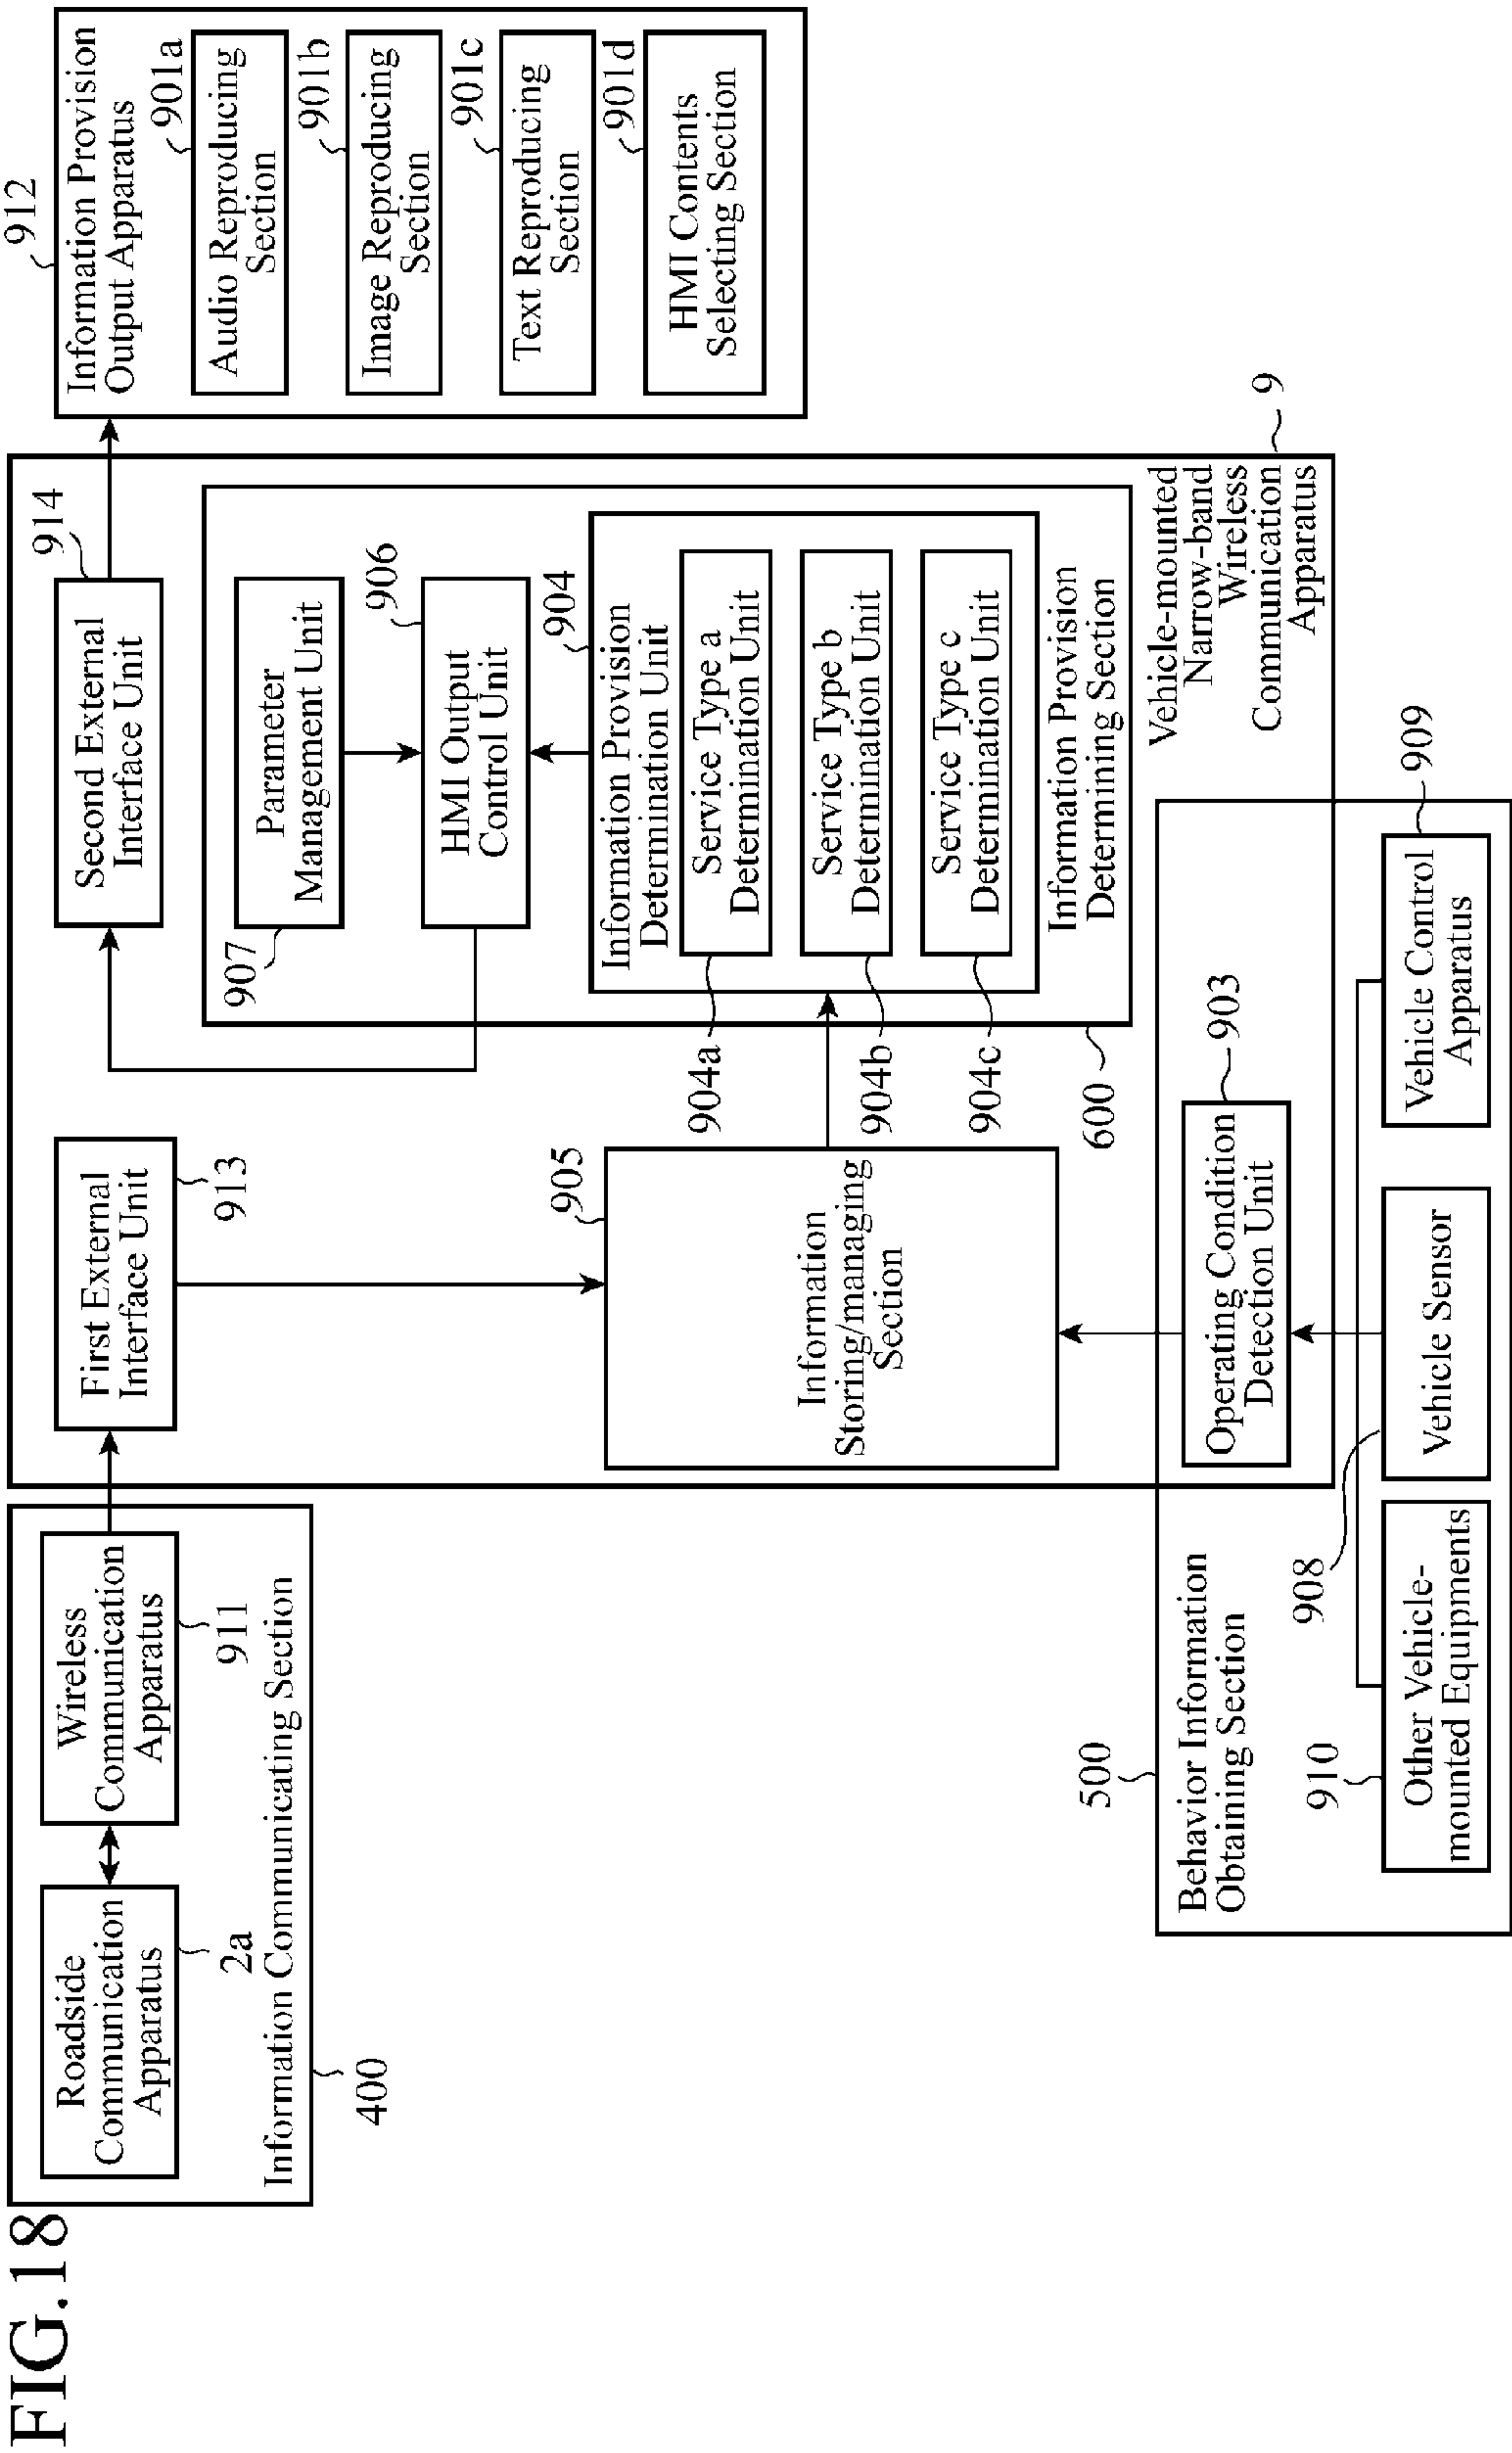 FIG.18
400
Roadside
Communication
Apparatus
2a
Wireless
Communication
Apparatus
911
Information Communicating Section
First External
Interface Unit
913
Second External
Interface Unit
914
912
Information Provision
Output Apparatus
901a
Audio Reproducing
Section
901b
Image Reproducing
Section
901c
Text Reproducing
Section
901d
HMI Contents
Selecting Section
905
Information
Storing/managing
Section
907
Parameter
Management Unit
906
HMI Output
Control Unit
904
Information Provision
Determination Unit
904a
Service Type a
Determination Unit
904b
Service Type b
Determination Unit
904c
Service Type c
Determination Unit
600
Information Provision
Determining Section
Vehicle-mounted
Narrow-band
Wireless
Communication
Apparatus
9
500
Behavior Information
Obtaining Section
Operating Condition
Detection Unit
903
910
Other Vehicle-
mounted Equipments
908
Vehicle Sensor
909
Vehicle Control
Apparatus